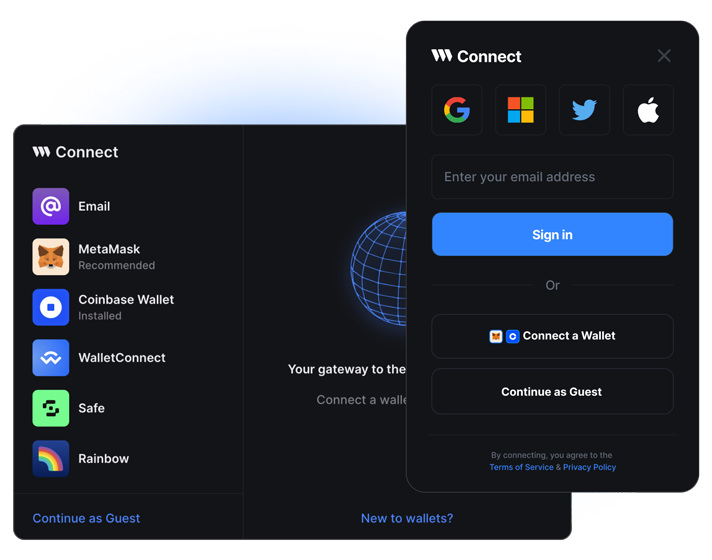 Connect
Email
MetaMask
Recommended
Coinbase Wallet
Installed
WalletConnect
Safe
Rainbow
Continue as Guest
Your gateway to the
Connect a
New to wallets?
Connect
Enter your email address
Sign in
Or
Connect a Wallet
Continue as Guest
By connecting, you agree to the
Terms of Service & Privacy Policy